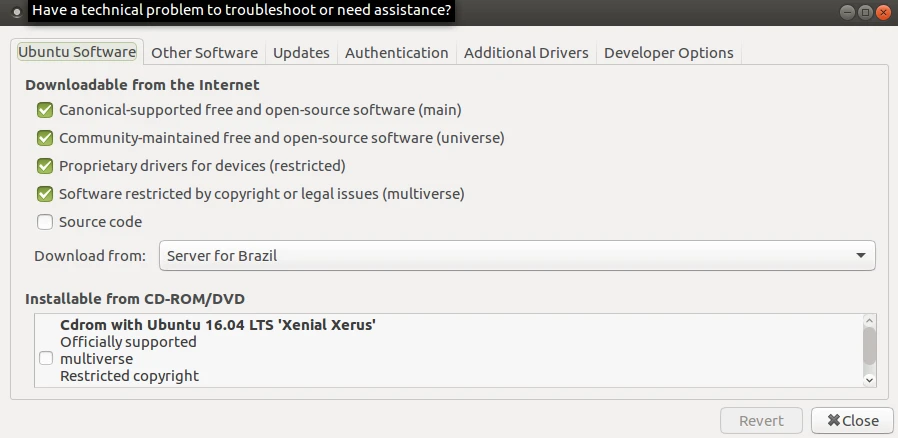 Have a technical problem to troubleshoot or need assistance?
Ubuntu Software Other Software Updates Authentication Additional Drivers Developer Options
Downloadable from the Internet
Canonical-supported free and open-source software (main)
Community-maintained free and open-source software (universe)
Proprietary drivers for devices (restricted)
Software restricted by copyright or legal issues (multiverse)
Source code
Download from: Server for Brazil
Installable from CD-ROM/DVD
Cdrom with Ubuntu 16.04 LTS 'Xenial Xerus'
Officially supported
multiverse
Restricted copyright
Revert Close